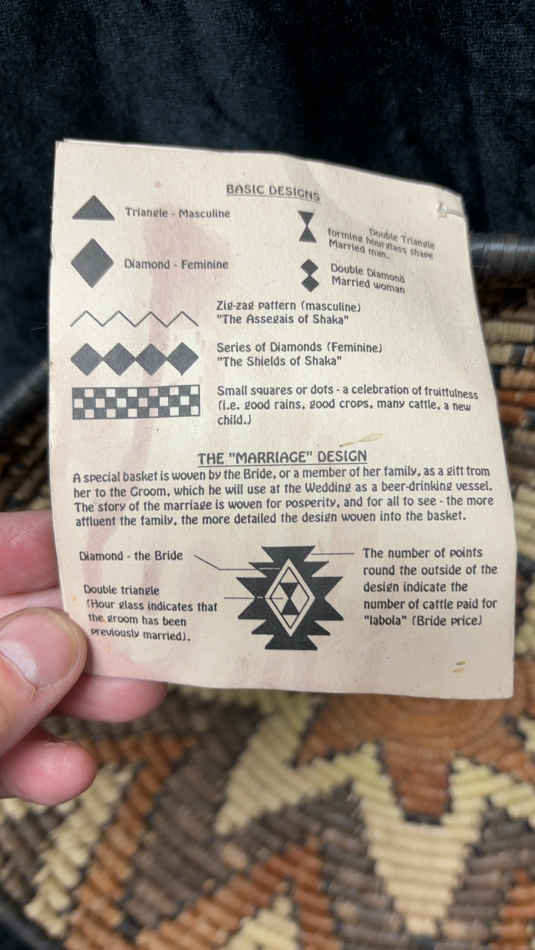 BASIC DESIGNS
Triangle - Masculine
Double Triangle
forming hour glass shape
Married man.
Diamond - Feminine
Double Diamond
Married woman
Zig-zag pattern (masculine)
"The Assegais of Shaka"
Series of Diamonds (Feminine)
"The Shields of Shaka"
Small squares or dots - a celebration of fruitfulness
(i.e. good rains, good crops, many cattle, a new
child.)
THE "MARRIAGE" DESIGN
A special basket is woven by the Bride, or a member of her family, as a gift from
her to the Groom, which he will use at the Wedding as a beer-drinking vessel.
The story of the marriage is woven for posperity, and for all to see - the more
affluent the family, the more detailed the design woven into the basket.
Diamond - the Bride
Double triangle
(Hour glass indicates that
the groom has been
previously married).
The number of points
round the outside of the
design indicate the
number of cattle paid for
"labola" (Bride price)